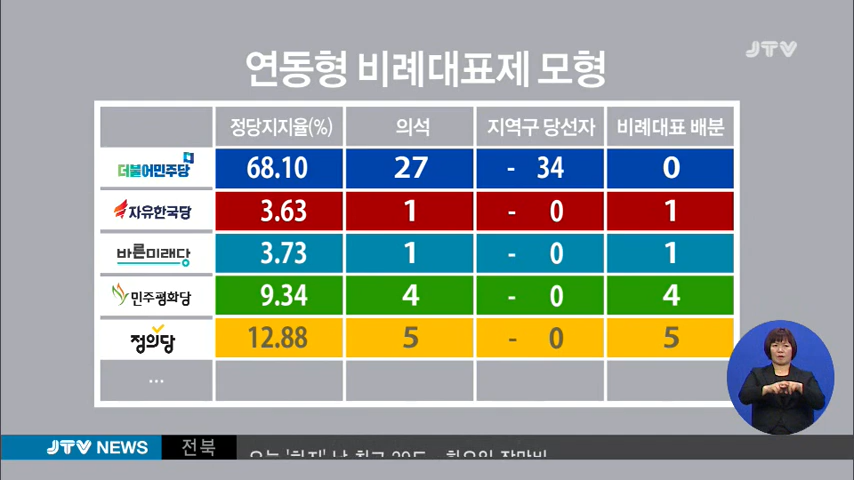 연동형 비례대표제 모형
JTV
정당지지율(%) 의석 지역구 당선자 비례대표 배분
더불어민주당 68.10 27 - 34 0
자유한국당 3.63 1 - 0 1
바른미래당 3.73 1 - 0 1
민주평화당 9.34 4 - 0 4
정의당 12.88 5 - 0 5
...
JTV NEWS 전북